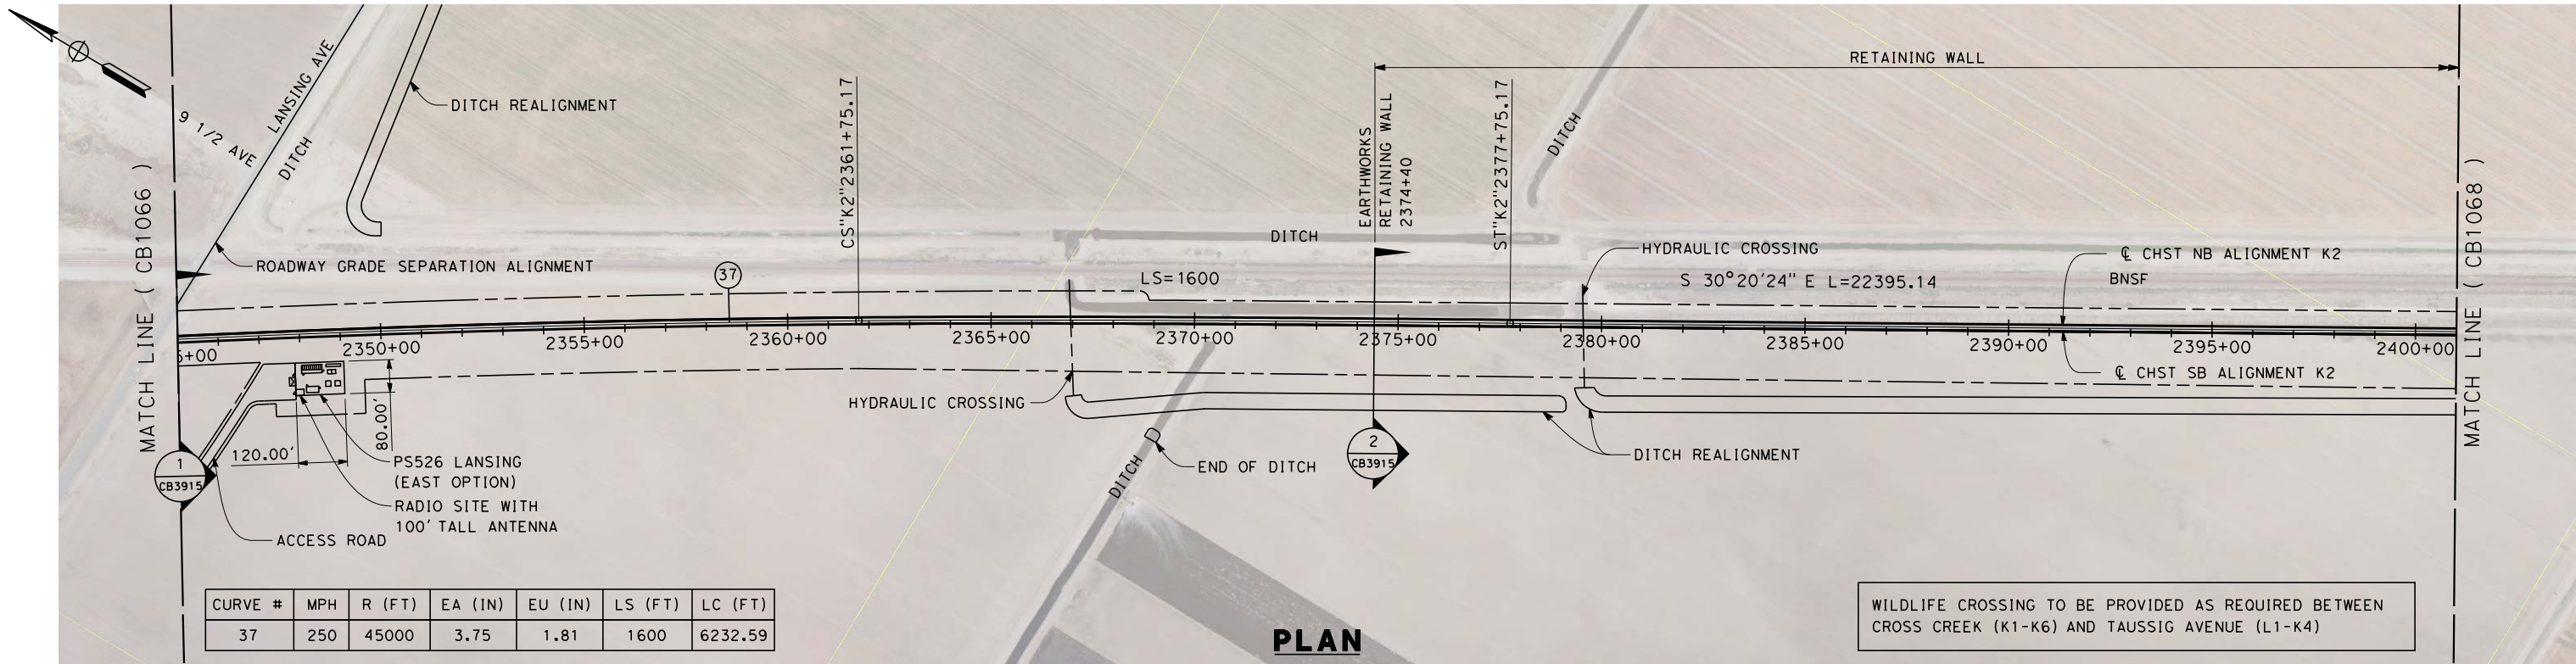 LANSING AVE
9 1/2 AVE
DITCH
DITCH REALIGNMENT
ROADWAY GRADE SEPARATION ALIGNMENT
MATCH LINE ( CB1066 )
37
CS"K2"2361+75.17
LS=1600
DITCH
EARTHWORKS
RETAINING WALL
2374+40
ST"K2"2377+75.17
DITCH
RETAINING WALL
HYDRAULIC CROSSING
S 30°20'24" E L=22395.14
℄ CHST NB ALIGNMENT K2
BNSF
MATCH LINE ( CB1068 )
5+00
2350+00
2355+00
2360+00
2365+00
2370+00
2375+00
2380+00
2385+00
2390+00
2395+00
2400+00
℄ CHST SB ALIGNMENT K2
HYDRAULIC CROSSING
80.00'
120.00'
1
CB3915
PS526 LANSING
(EAST OPTION)
RADIO SITE WITH
100' TALL ANTENNA
ACCESS ROAD
DITCH
END OF DITCH
2
CB3915
DITCH REALIGNMENT
CURVE # MPH R (FT) EA (IN) EU (IN) LS (FT) LC (FT)
37 250 45000 3.75 1.81 1600 6232.59
PLAN
WILDLIFE CROSSING TO BE PROVIDED AS REQUIRED BETWEEN
CROSS CREEK (K1-K6) AND TAUSSIG AVENUE (L1-K4)